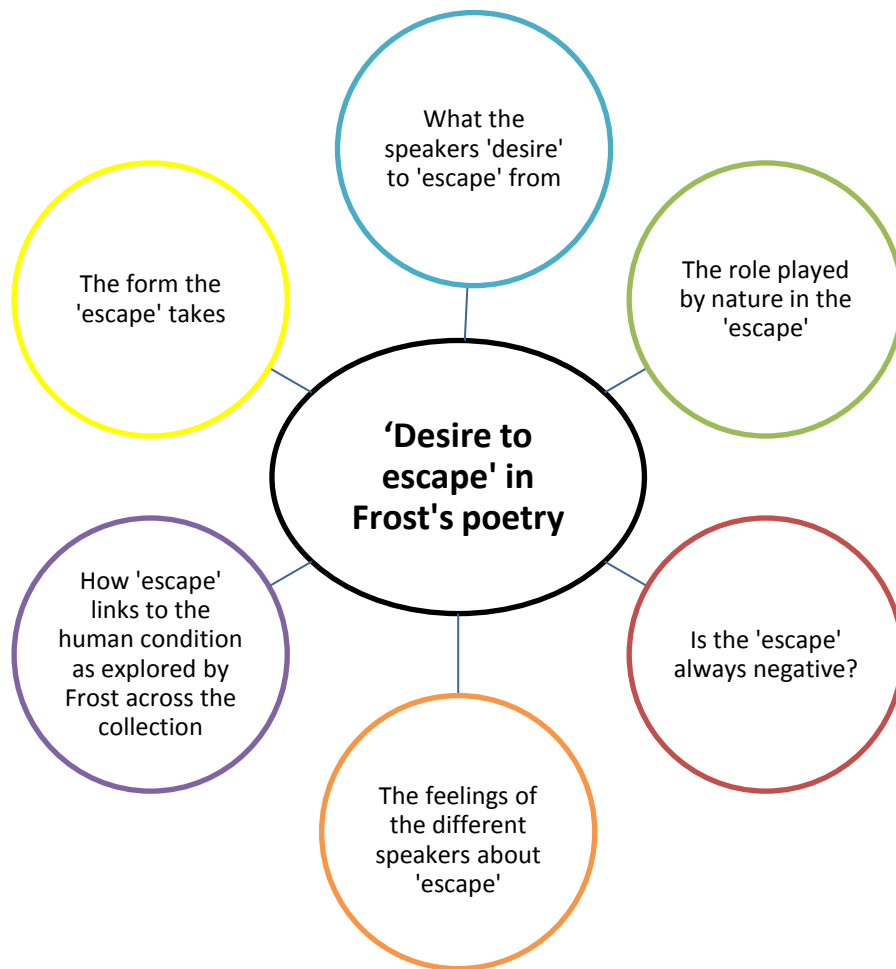 What the
speakers 'desire'
to 'escape' from
The form the
'escape' takes
The role played
by nature in the
'escape'
‘Desire to
escape' in
Frost's poetry
How 'escape'
links to the
human condition
as explored by
Frost across the
collection
Is the 'escape'
always negative?
The feelings of
the different
speakers about
'escape'